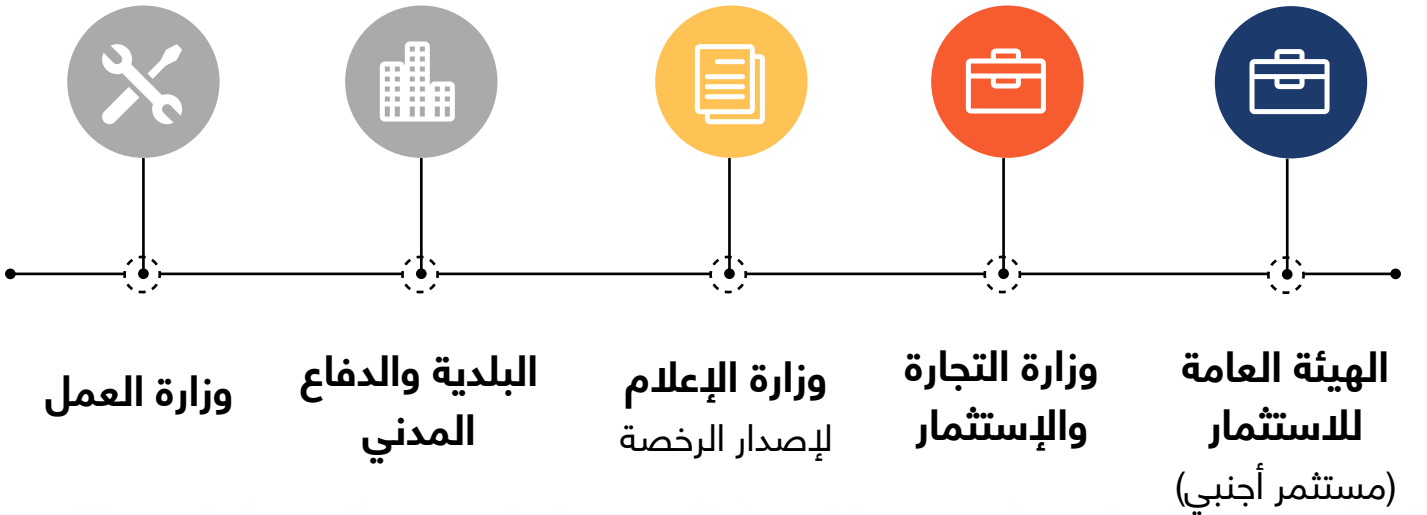 الهيئة العامة
للاستثمار
(مستثمر أجنبي)
وزارة التجارة
والإستثمار
وزارة الإعلام
لإصدار الرخصة
البلدية والدفاع
المدني
وزارة العمل